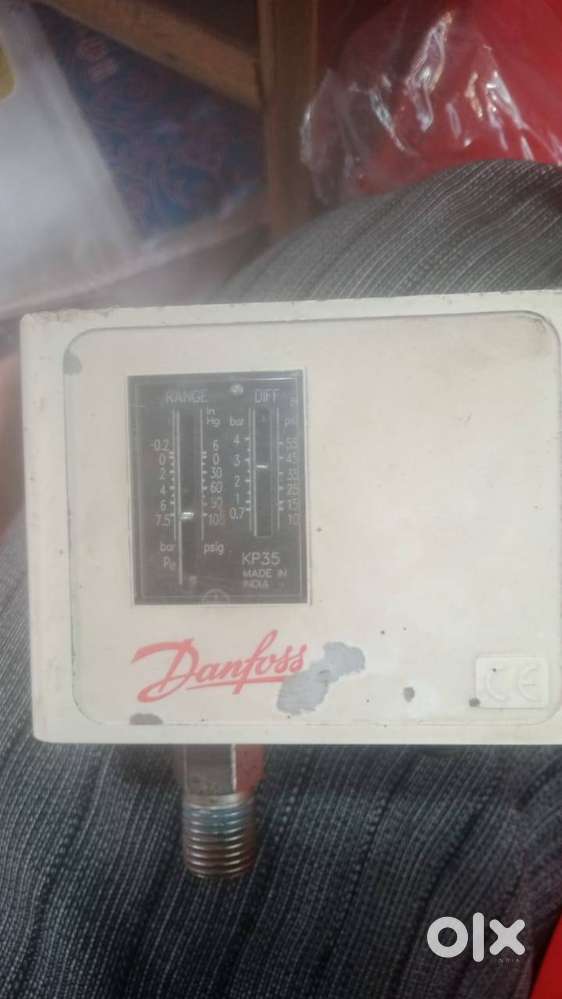 RANGE DIFF
in
Hg bar psi
-0.2 6 4 55
0 0 3 45
2 30 2 35
4 60 1 25
6 90 0.7 15
7.5 10
bar psig
Pe
KP35
MADE IN
INDIA
Danfoss
CE
olx
INDIA